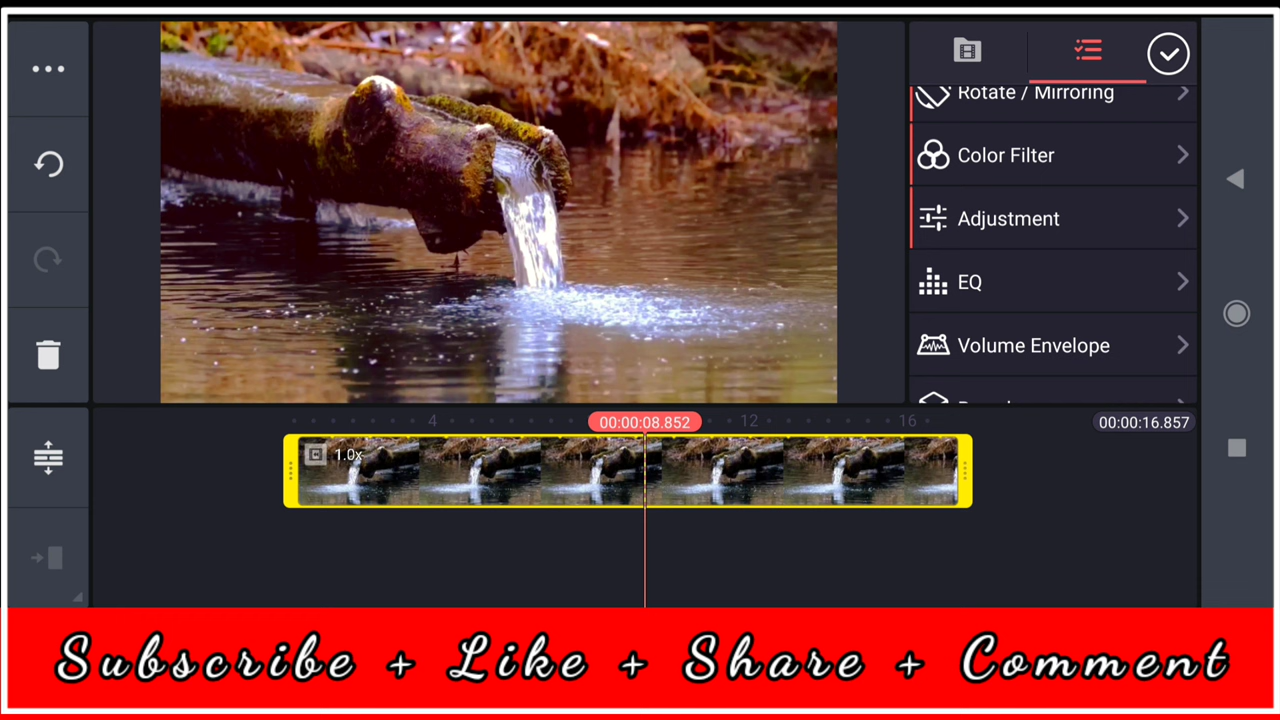 Rotate / Mirroring
Color Filter
Adjustment
EQ
Volume Envelope
4
00:00:08.852
12
16
00:00:16.857
1.0x
Subscribe + Like + Share + Comment